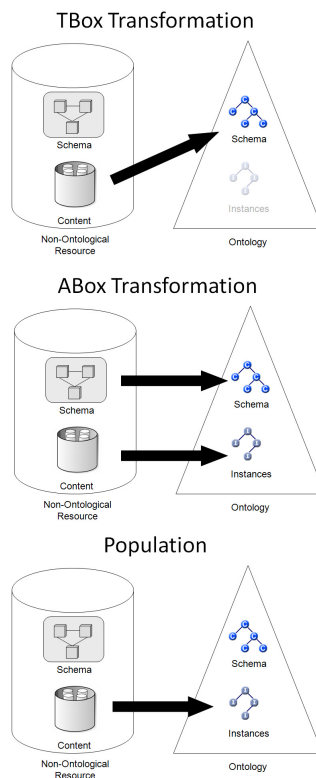 TBox Transformation
Schema
Content
Non-Ontological
Resource
C
C
C
C
C
Schema
I
I
I
I
Instances
Ontology
ABox Transformation
Schema
Content
Non-Ontological
Resource
C
C
C
C
C
Schema
I
I
I
I
Instances
Ontology
Population
Schema
Content
Non-Ontological
Resource
C
C
C
C
C
Schema
I
I
I
I
Instances
Ontology